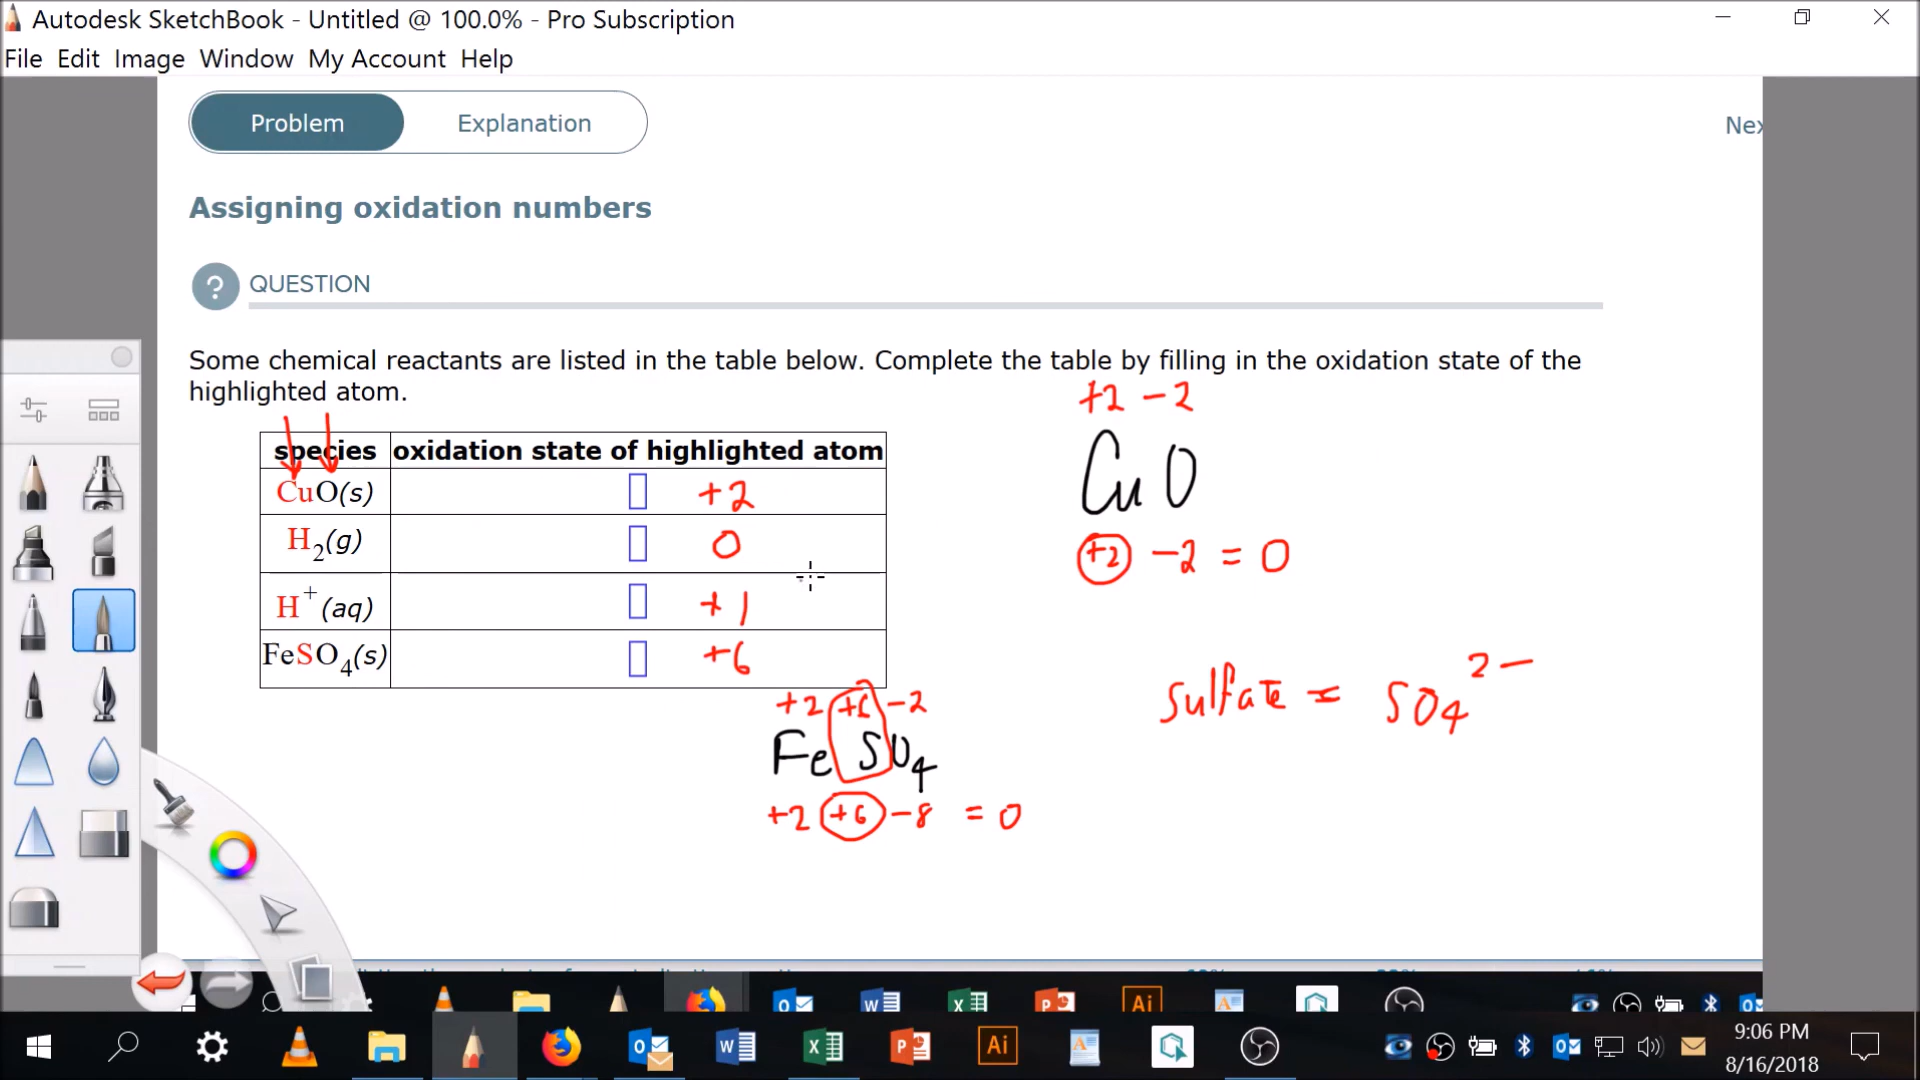 Autodesk SketchBook - Untitled @ 100.0% - Pro Subscription
File Edit Image Window My Account Help
Problem Explanation
Nex
Assigning oxidation numbers
? QUESTION
Some chemical reactants are listed in the table below. Complete the table by filling in the oxidation state of the
highlighted atom.
+2 -2
CuO
+2 -2 = 0
species oxidation state of highlighted atom
CuO(s) +2
H₂(g) 0
H⁺(aq) +1
FeSO₄(s) +6
sulfate = SO₄²⁻
+2 +6 -2
FeSO₄
+2 +6 -8 = 0
9:06 PM
8/16/2018